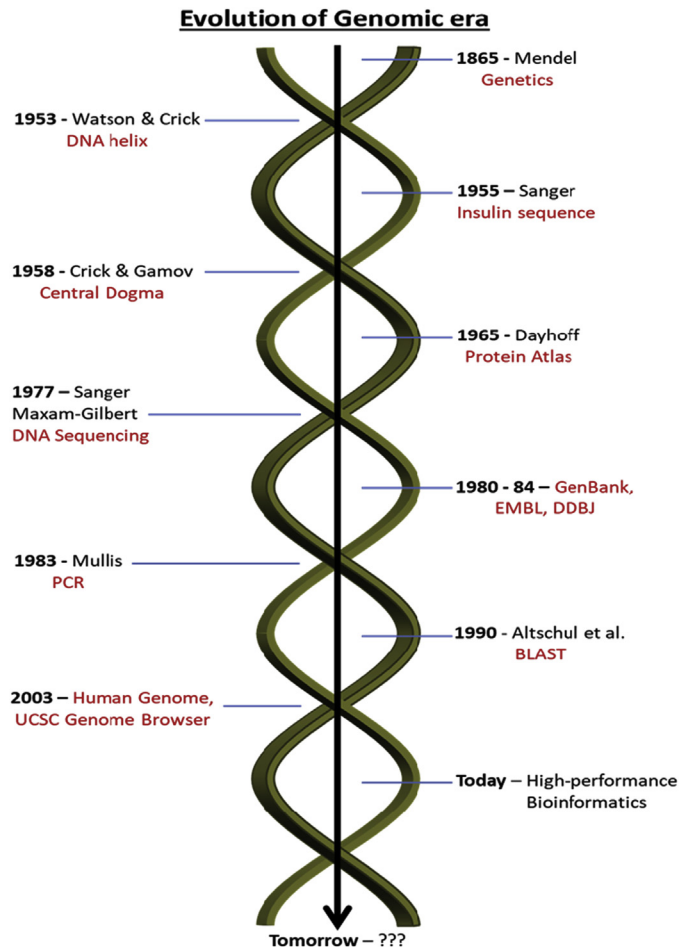 Evolution of Genomic era
1865 - Mendel
Genetics
1953 - Watson & Crick
DNA helix
1955 – Sanger
Insulin sequence
1958 - Crick & Gamov
Central Dogma
1965 - Dayhoff
Protein Atlas
1977 – Sanger
Maxam-Gilbert
DNA Sequencing
1980 - 84 – GenBank,
EMBL, DDBJ
1983 - Mullis
PCR
1990 - Altschul et al.
BLAST
2003 – Human Genome,
UCSC Genome Browser
Today – High-performance
Bioinformatics
Tomorrow – ???